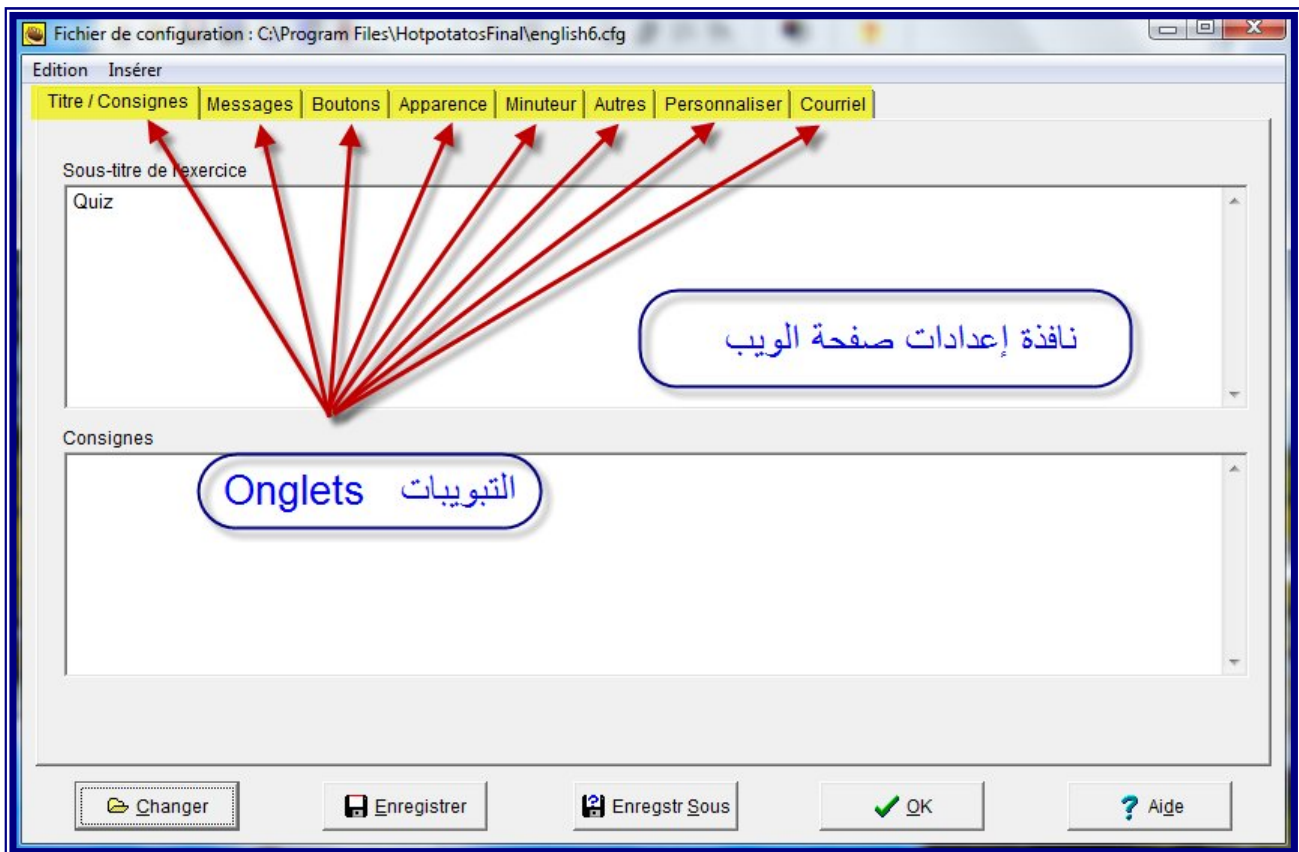 Fichier de configuration : C:\Program Files\HotpotatosFinal\english6.cfg
Edition Insérer
Titre / Consignes Messages Boutons Apparence Minuteur Autres Personnaliser Courriel
Sous-titre de l'exercice
Quiz
نافذة إعدادات صفحة الويب
Consignes
التبويبات Onglets
Changer Enregistrer Enregstr Sous OK Aide